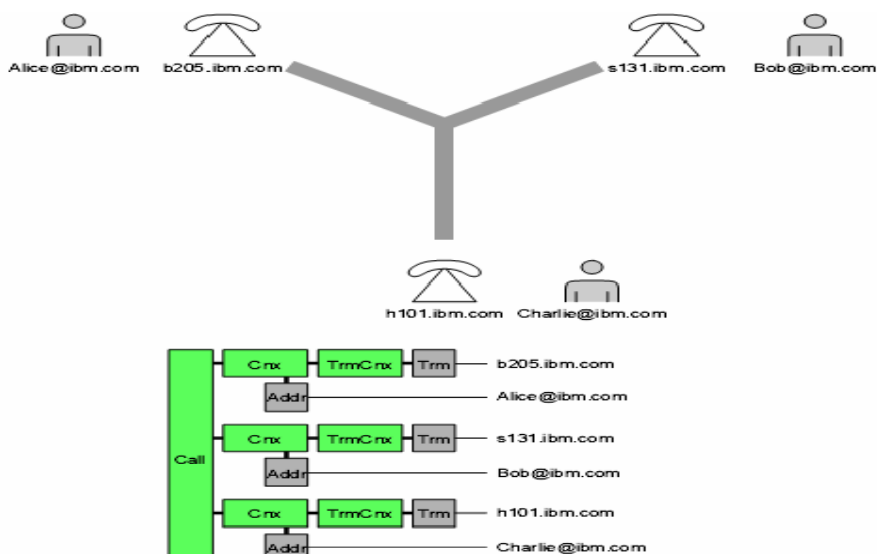 Alice@ibm.com b205.ibm.com s131.ibm.com Bob@ibm.com
h101.ibm.com Charlie@ibm.com
Call
Cnx TrmCnx Trm b205.ibm.com
Addr Alice@ibm.com
Cnx TrmCnx Trm s131.ibm.com
Addr Bob@ibm.com
Cnx TrmCnx Trm h101.ibm.com
Addr Charlie@ibm.com